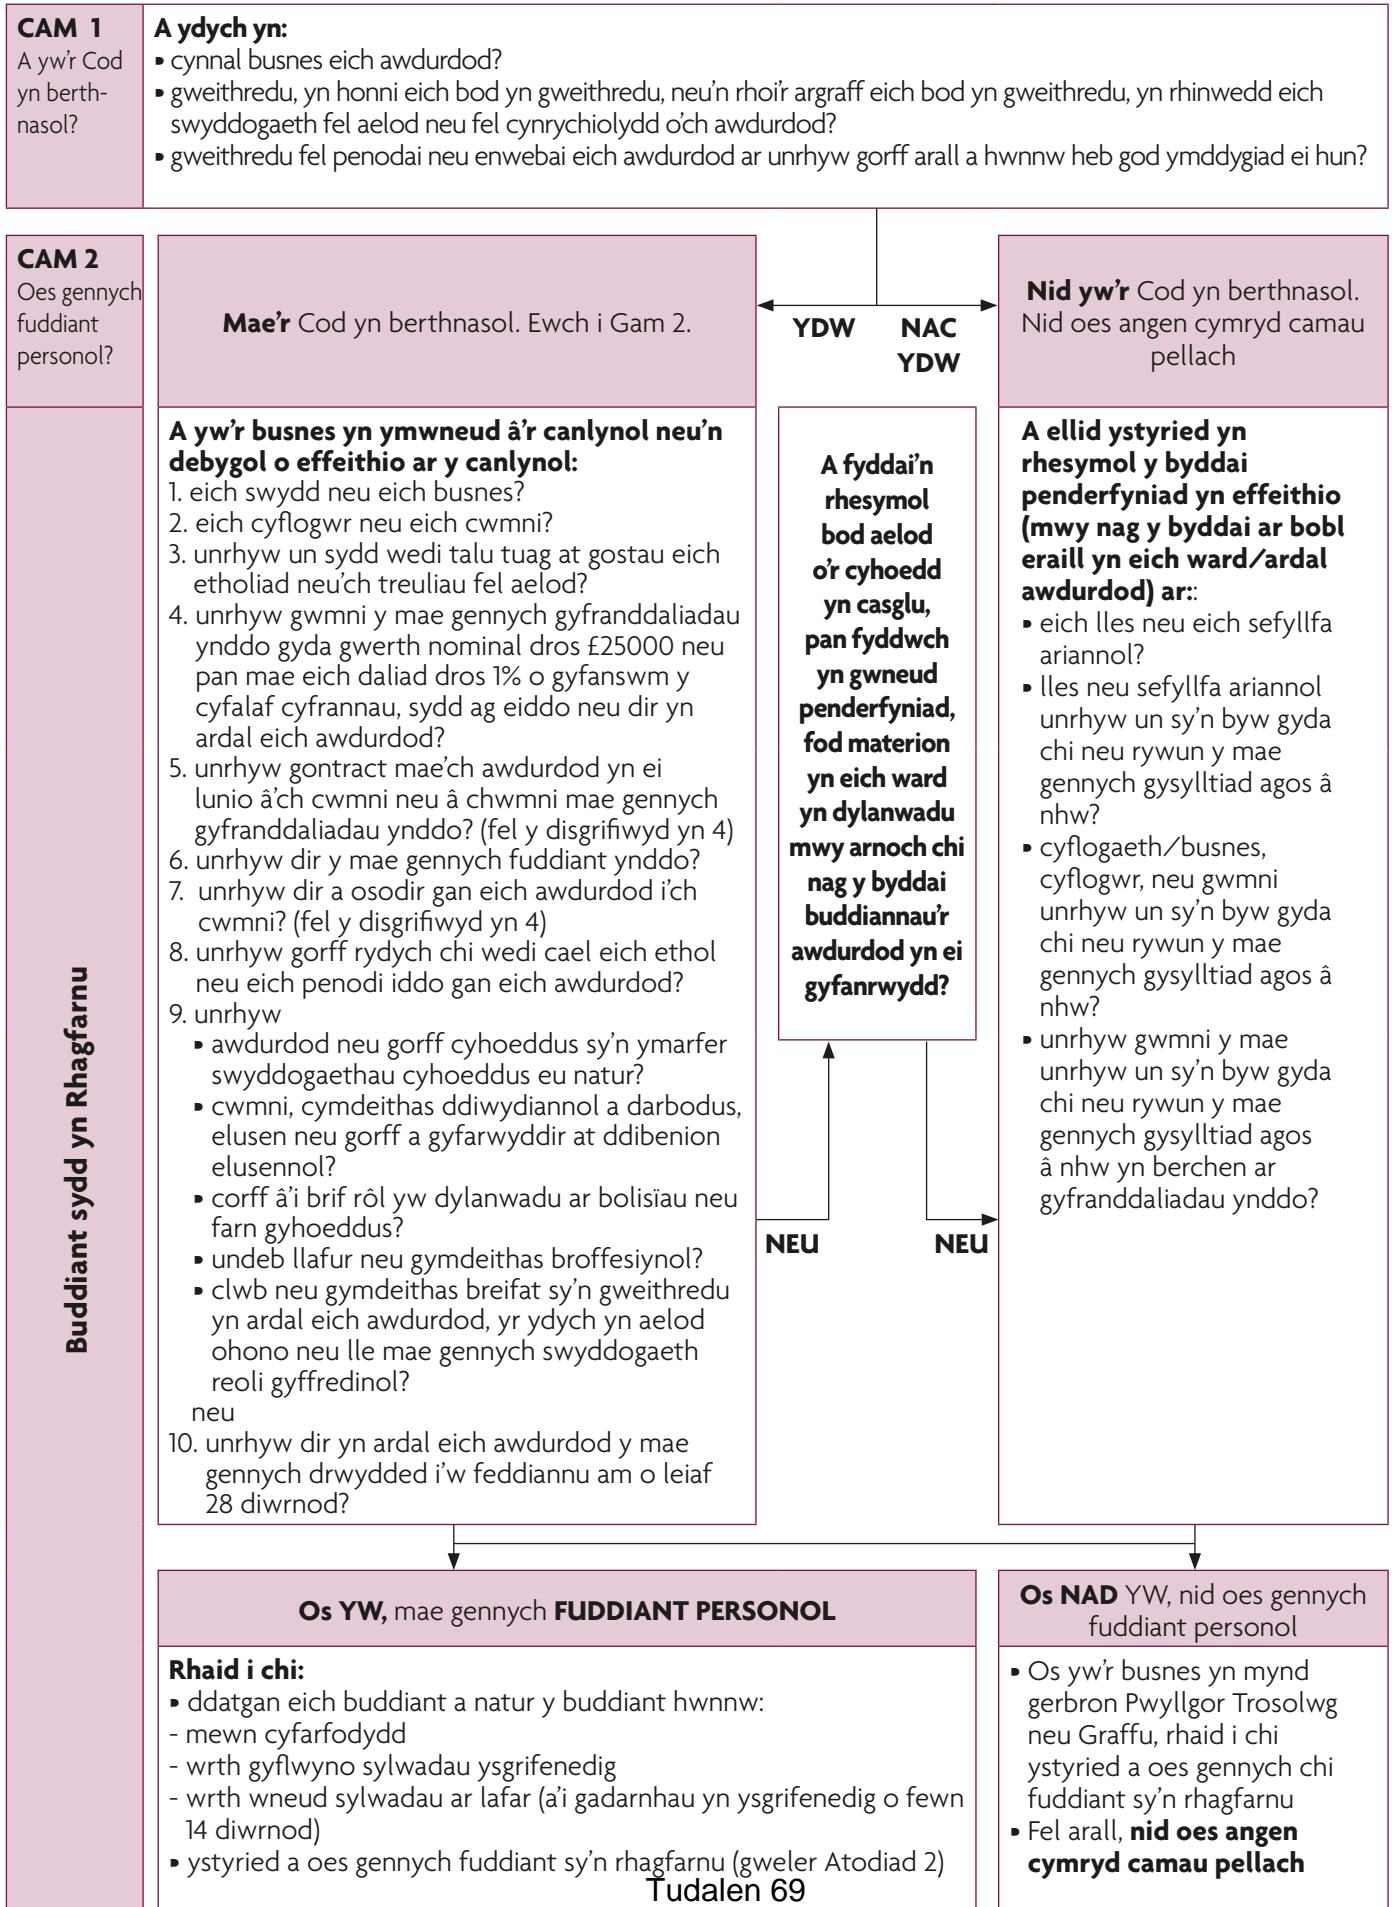 CAM 1
A yw'r Cod
yn berth-
nasol?
A ydych yn:
▪ cynnal busnes eich awdurdod?
▪ gweithredu, yn honni eich bod yn gweithredu, neu'n rhoi'r argraff eich bod yn gweithredu, yn rhinwedd eich
swyddogaeth fel aelod neu fel cynrychiolydd o'ch awdurdod?
▪ gweithredu fel penodai neu enwebai eich awdurdod ar unrhyw gorff arall a hwnnw heb god ymddygiad ei hun?
CAM 2
Oes gennych
fuddiant
personol?
Mae'r Cod yn berthnasol. Ewch i Gam 2.
YDW
NAC
YDW
Nid yw'r Cod yn berthnasol.
Nid oes angen cymryd camau
pellach
Buddiant sydd yn Rhagfarnu
A yw'r busnes yn ymwneud â'r canlynol neu'n
debygol o effeithio ar y canlynol:
1. eich swydd neu eich busnes?
2. eich cyflogwr neu eich cwmni?
3. unrhyw un sydd wedi talu tuag at gostau eich
etholiad neu'ch treuliau fel aelod?
4. unrhyw gwmni y mae gennych gyfranddaliadau
ynddo gyda gwerth nominal dros £25000 neu
pan mae eich daliad dros 1% o gyfanswm y
cyfalaf cyfrannau, sydd ag eiddo neu dir yn
ardal eich awdurdod?
5. unrhyw gontract mae'ch awdurdod yn ei
lunio â'ch cwmni neu â chwmni mae gennych
gyfranddaliadau ynddo? (fel y disgrifiwyd yn 4)
6. unrhyw dir y mae gennych fuddiant ynddo?
7. unrhyw dir a osodir gan eich awdurdod i'ch
cwmni? (fel y disgrifiwyd yn 4)
8. unrhyw gorff rydych chi wedi cael eich ethol
neu eich penodi iddo gan eich awdurdod?
9. unrhyw
▪ awdurdod neu gorff cyhoeddus sy'n ymarfer
swyddogaethau cyhoeddus eu natur?
▪ cwmni, cymdeithas ddiwydiannol a darbodus,
elusen neu gorff a gyfarwyddir at ddibenion
elusennol?
▪ corff â'i brif rôl yw dylanwadu ar bolisïau neu
farn gyhoeddus?
▪ undeb llafur neu gymdeithas broffesiynol?
▪ clwb neu gymdeithas breifat sy'n gweithredu
yn ardal eich awdurdod, yr ydych yn aelod
ohono neu lle mae gennych swyddogaeth
reoli gyffredinol?
neu
10. unrhyw dir yn ardal eich awdurdod y mae
gennych drwydded i'w feddiannu am o leiaf
28 diwrnod?
A fyddai'n
rhesymol
bod aelod
o'r cyhoedd
yn casglu,
pan fyddwch
yn gwneud
penderfyniad,
fod materion
yn eich ward
yn dylanwadu
mwy arnoch chi
nag y byddai
buddiannau'r
awdurdod yn ei
gyfanrwydd?
NEU
NEU
A ellid ystyried yn
rhesymol y byddai
penderfyniad yn effeithio
(mwy nag y byddai ar bobl
eraill yn eich ward/ardal
awdurdod) ar::
▪ eich lles neu eich sefyllfa
ariannol?
▪ lles neu sefyllfa ariannol
unrhyw un sy'n byw gyda
chi neu rywun y mae
gennych gysylltiad agos â
nhw?
▪ cyflogaeth/busnes,
cyflogwr, neu gwmni
unrhyw un sy'n byw gyda
chi neu rywun y mae
gennych gysylltiad agos â
nhw?
▪ unrhyw gwmni y mae
unrhyw un sy'n byw gyda
chi neu rywun y mae
gennych gysylltiad agos
â nhw yn berchen ar
gyfranddaliadau ynddo?
Os YW, mae gennych FUDDIANT PERSONOL
Rhaid i chi:
▪ ddatgan eich buddiant a natur y buddiant hwnnw:
- mewn cyfarfodydd
- wrth gyflwyno sylwadau ysgrifenedig
- wrth wneud sylwadau ar lafar (a'i gadarnhau yn ysgrifenedig o fewn
14 diwrnod)
▪ ystyried a oes gennych fuddiant sy'n rhagfarnu (gweler Atodiad 2)
Os NAD YW, nid oes gennych
fuddiant personol
▪ Os yw'r busnes yn mynd
gerbron Pwyllgor Trosolwg
neu Graffu, rhaid i chi
ystyried a oes gennych chi
fuddiant sy'n rhagfarnu
▪ Fel arall, nid oes angen
cymryd camau pellach
Tudalen 69